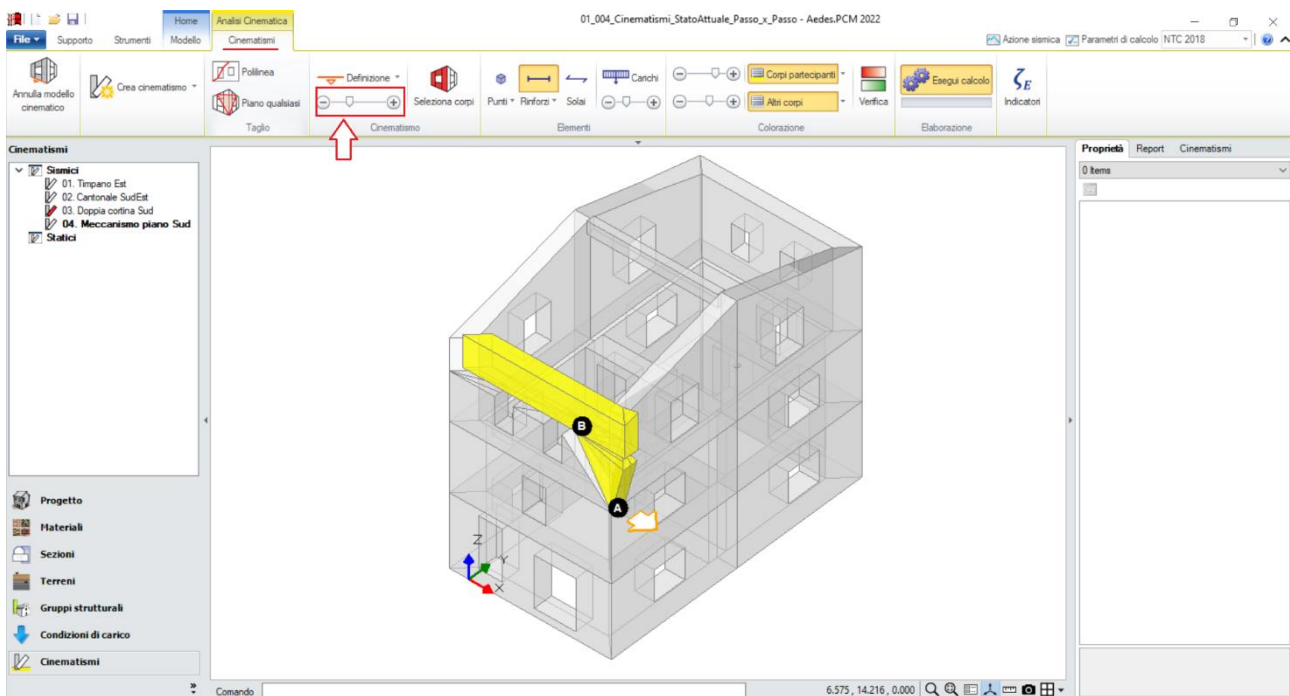 Home
Analisi Cinematica
01_004_Cinematismi_StatoAttuale_Passo_x_Passo - Aedes.PCM 2022
File
Supporto
Strumenti
Modello
Cinematismi
Azione sismica
Parametri di calcolo
NTC 2018
Annulla modello
cinematico
Crea cinematismo
Polilinea
Piano qualsiasi
Taglio
Definizione
Seleziona corpi
Cinematismo
Punti
Rinforzi
Solai
Carichi
Elementi
Corpi partecipanti
Altri corpi
Verifica
Colorazione
Esegui calcolo
Elaborazione
ζE
Indicatori
Cinematismi
Sismici
01. Timpano Est
02. Cantonale SudEst
03. Doppia cortina Sud
04. Meccanismo piano Sud
Statici
Progetto
Materiali
Sezioni
Terreni
Gruppi strutturali
Condizioni di carico
Cinematismi
B
A
Z
Y
X
Proprietà
Report
Cinematismi
0 Items
Comando
6.575 , 14.216 , 0.000